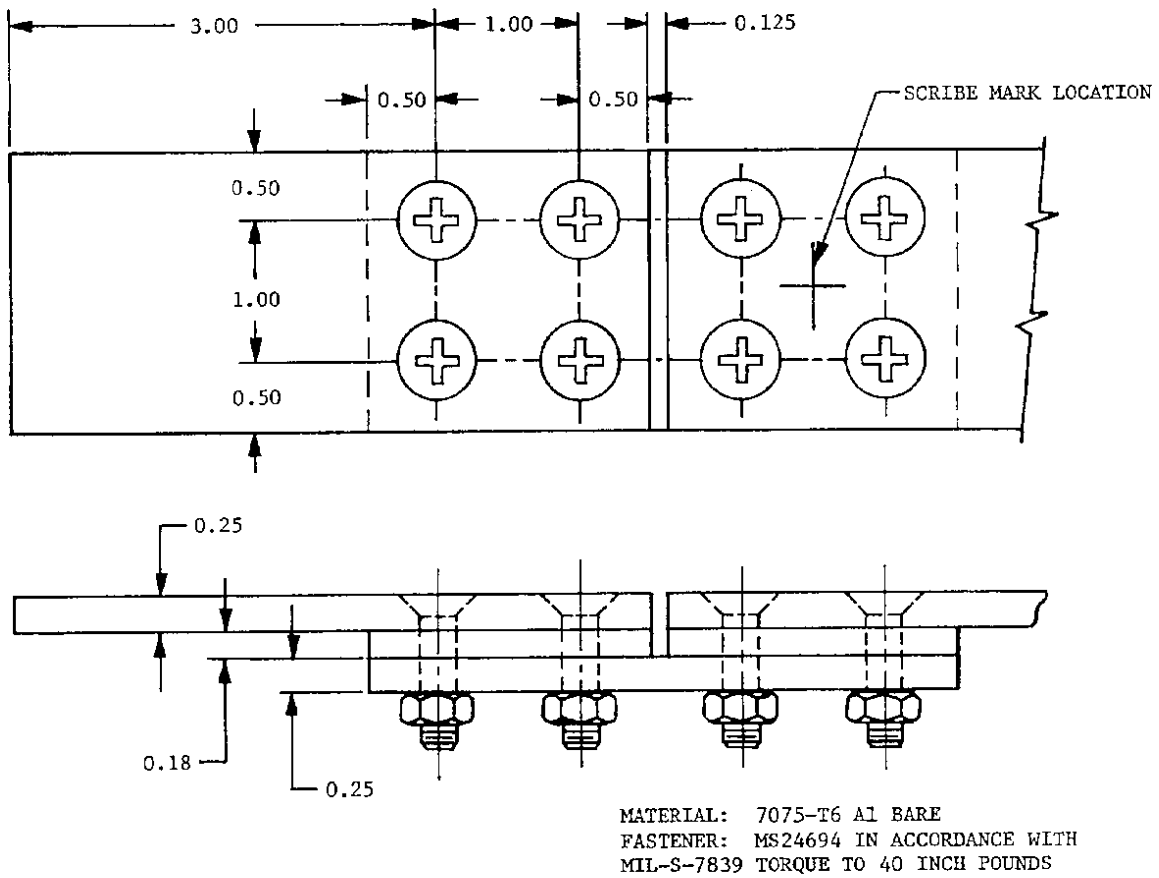 3.00
1.00
0.125
0.50
0.50
SCRIBE MARK LOCATION
0.50
1.00
0.50
0.25
0.18
0.25
MATERIAL: 7075-T6 Al BARE
FASTENER: MS24694 IN ACCORDANCE WITH
MIL-S-7839 TORQUE TO 40 INCH POUNDS